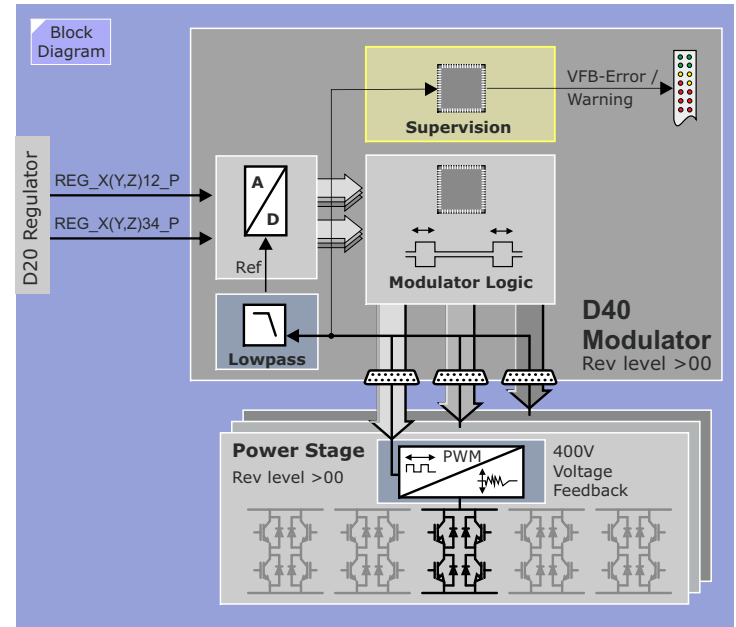 Block
Diagram
VFB-Error /
Warning
Supervision
D20 Regulator
REG_X(Y,Z)12_P
REG_X(Y,Z)34_P
A
D
Ref
Modulator Logic
Lowpass
D40
Modulator
Rev level >00
Power Stage
Rev level >00
PWM
400V
Voltage
Feedback